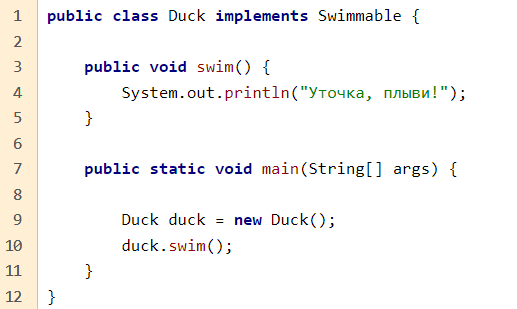 1 public class Duck implements Swimmable {
2
3     public void swim() {
4         System.out.println("Уточка, плыви!");
5     }
6
7     public static void main(String[] args) {
8
9         Duck duck = new Duck();
10         duck.swim();
11     }
12 }